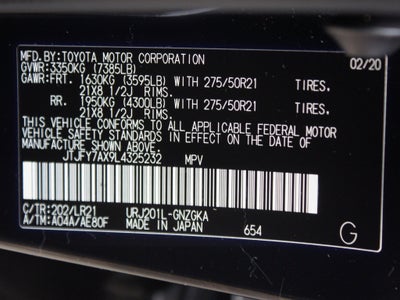 MFD.BY:TOYOTA MOTOR CORPORATION 02/20
GVWR:3350KG (7385LB)
GAWR:FRT. 1630KG (3595LB) WITH 275/50R21 TIRES.
21X8 1/2J RIMS.
RR. 1950KG (4300LB) WITH 275/50R21 TIRES.
21X8 1/2J RIMS.
THIS VEHICLE CONFORMS TO ALL APPLICABLE FEDERAL MOTOR
VEHICLE SAFETY STANDARDS IN EFFECT ON THE DATE OF
MANUFACTURE SHOWN ABOVE.
JTJFY7AX9L4325232 MPV
C/TR:202/LR21 URJ201L-GNZGKA
A/TM:A04A/AE80F MADE IN JAPAN 654 G